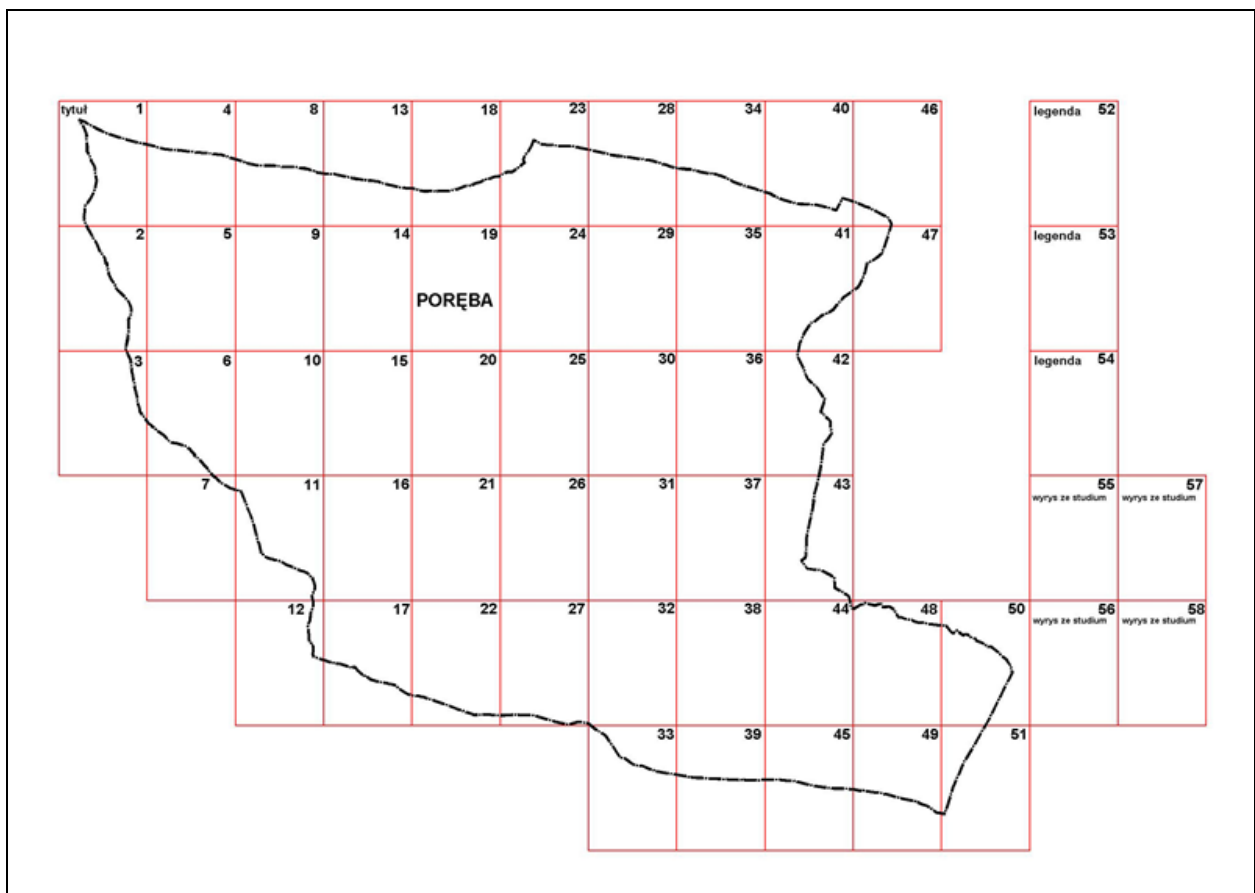 tytuł 1 4 8 13 18 23 28 34 40 46 legenda 52
2 5 9 14 19 24 29 35 41 47 legenda 53
PORĘBA
3 6 10 15 20 25 30 36 42 legenda 54
7 11 16 21 26 31 37 43 55 57
wyrys ze studium wyrys ze studium
12 17 22 27 32 38 44 48 50 56 58
wyrys ze studium wyrys ze studium
33 39 45 49 51